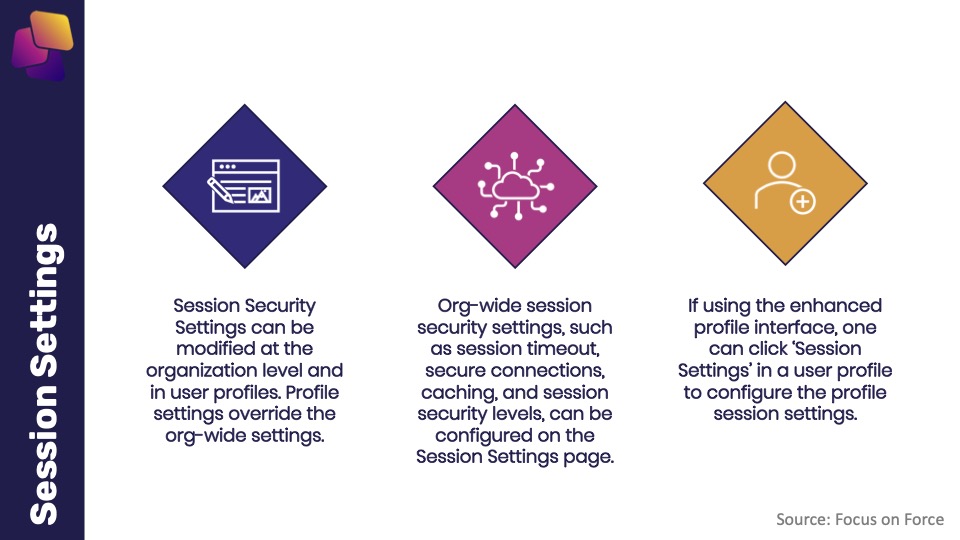 Session Settings
Session Security
Settings can be
modified at the
organization level and
in user profiles. Profile
settings override the
org-wide settings.
Org-wide session
security settings, such
as session timeout,
secure connections,
caching, and session
security levels, can be
configured on the
Session Settings page.
If using the enhanced
profile interface, one
can click ‘Session
Settings’ in a user profile
to configure the profile
session settings.
Source: Focus on Force